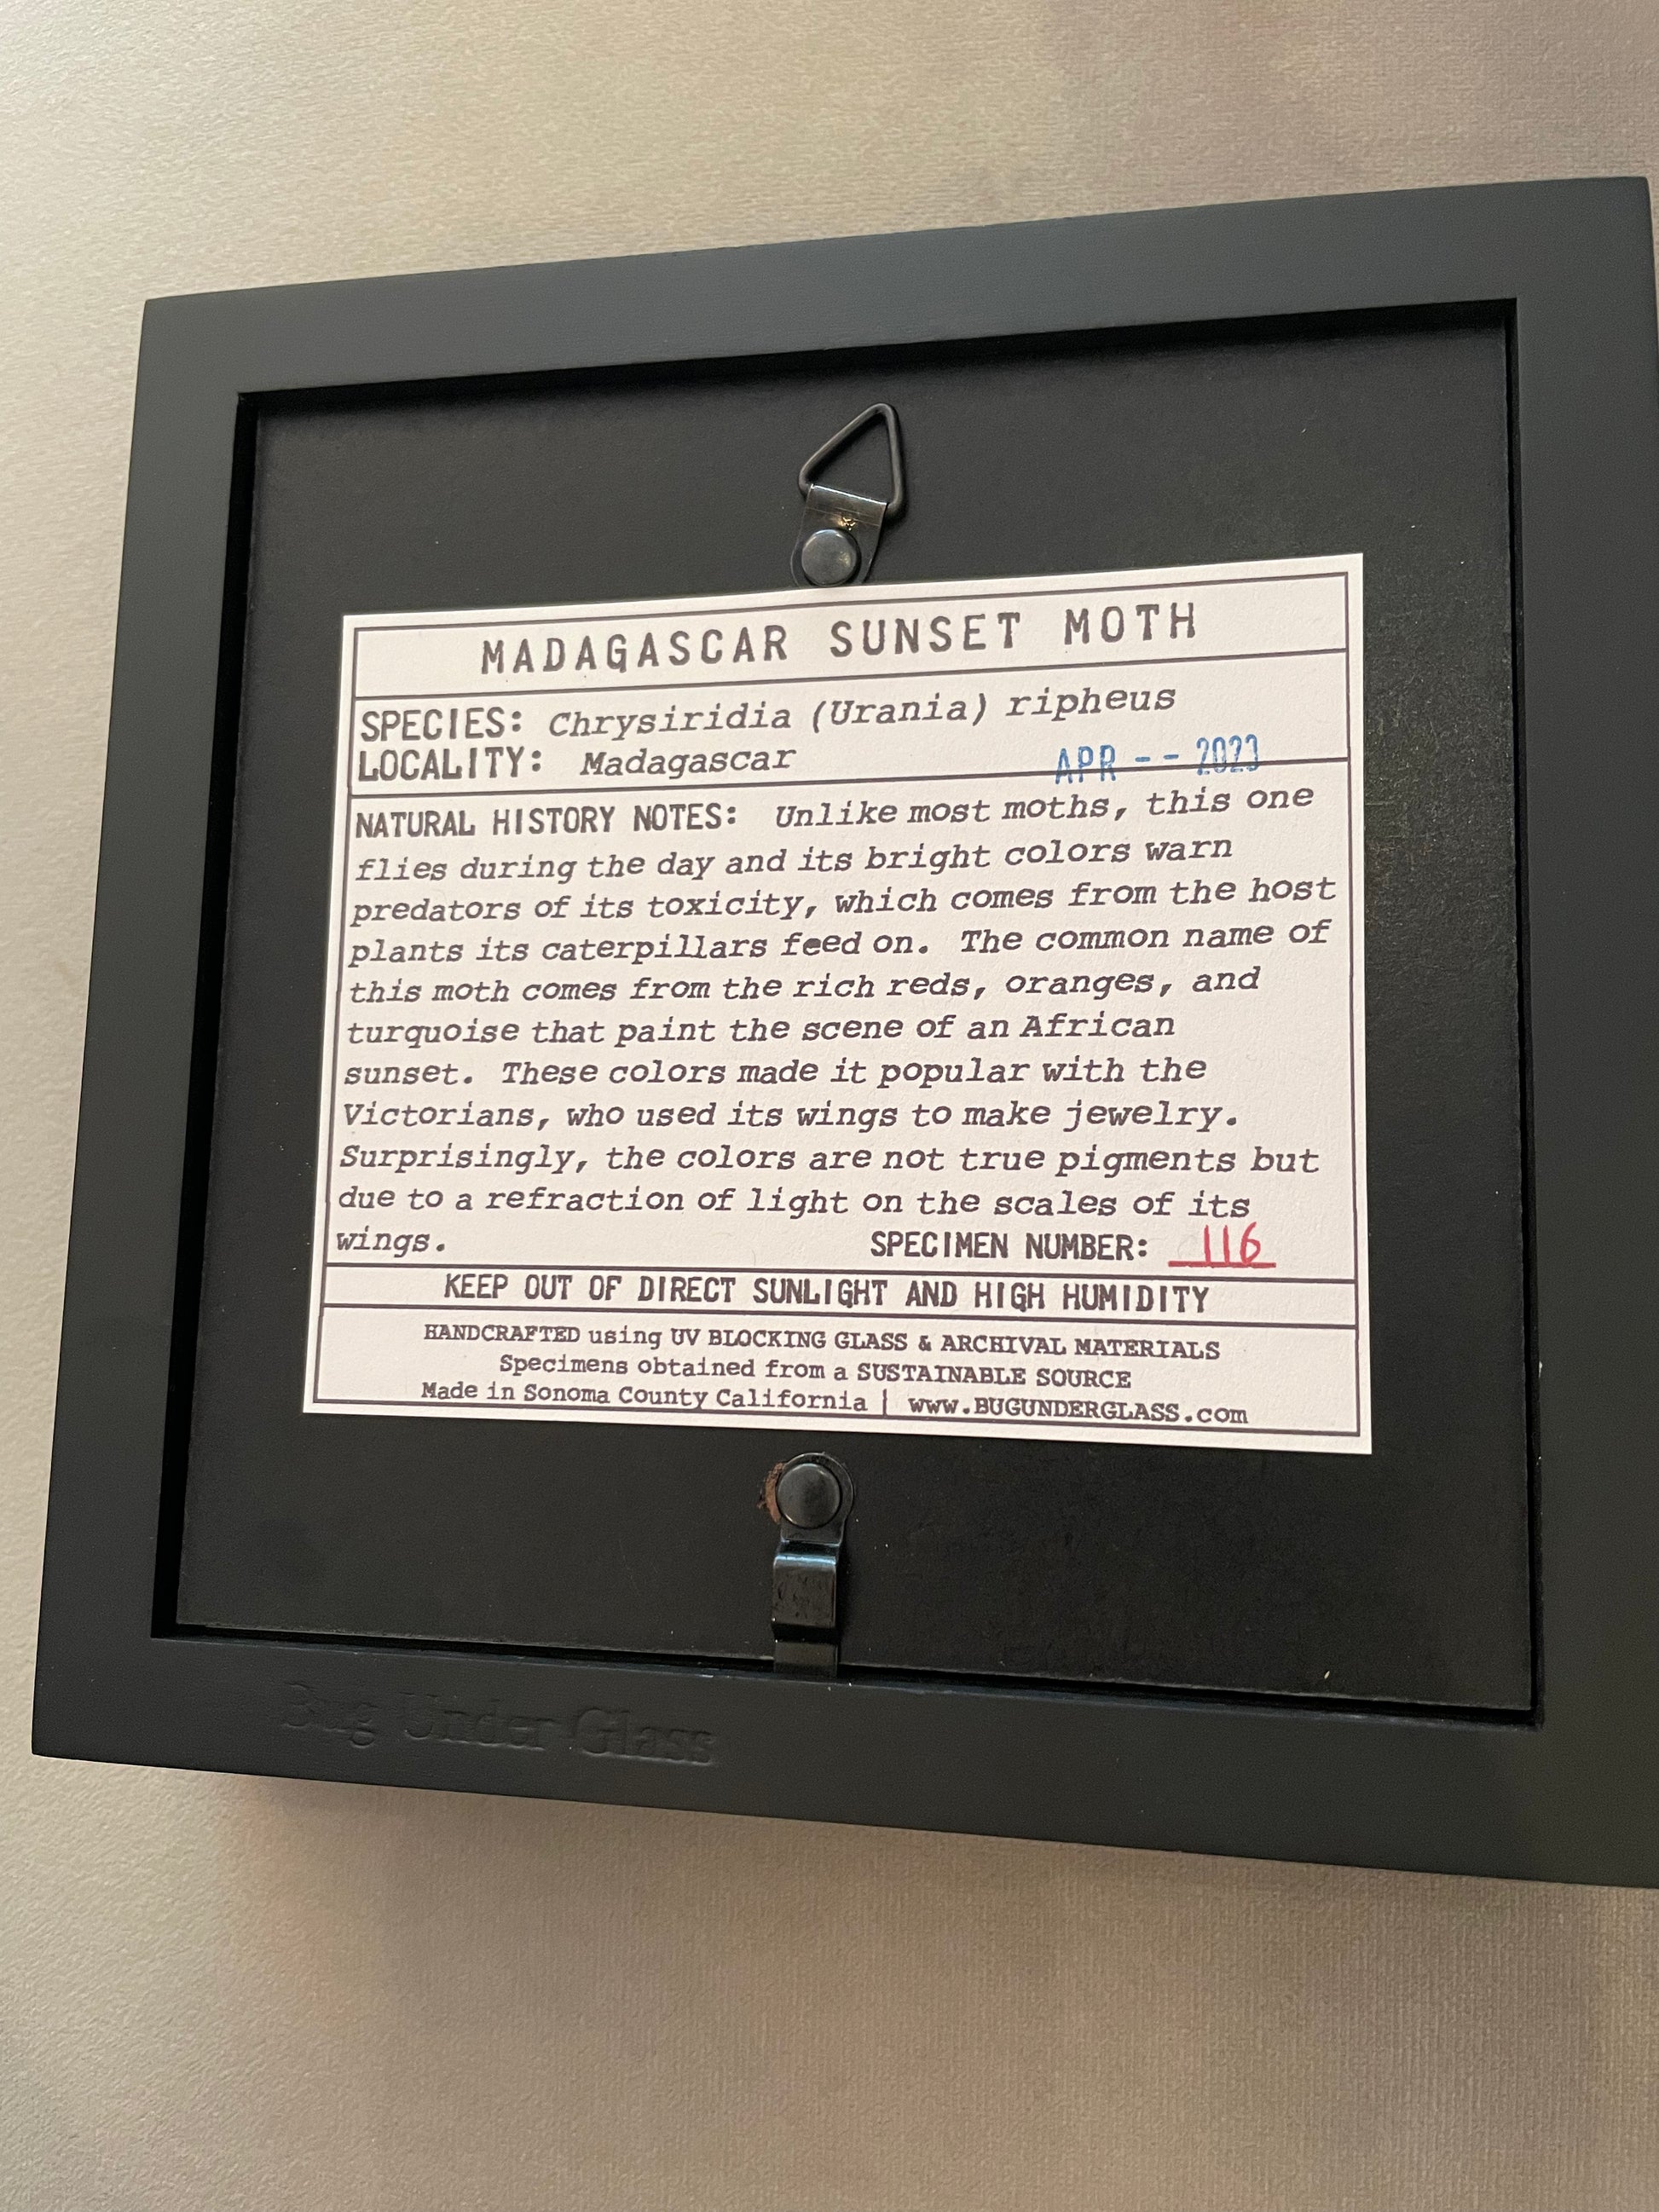 MADAGASCAR SUNSET MOTH
SPECIES: Chrysiridia (Urania) ripheus
LOCALITY: Madagascar
APR -- 2023
NATURAL HISTORY NOTES: Unlike most moths, this one
flies during the day and its bright colors warn
predators of its toxicity, which comes from the host
plants its caterpillars feed on. The common name of
this moth comes from the rich reds, oranges, and
turquoise that paint the scene of an African
sunset. These colors made it popular with the
Victorians, who used its wings to make jewelry.
Surprisingly, the colors are not true pigments but
due to a refraction of light on the scales of its
wings. SPECIMEN NUMBER: 116
KEEP OUT OF DIRECT SUNLIGHT AND HIGH HUMIDITY
HANDCRAFTED using UV BLOCKING GLASS & ARCHIVAL MATERIALS
Specimens obtained from a SUSTAINABLE SOURCE
Made in Sonoma County California | www.BUGUNDERGLASS.com
Bug Under Glass